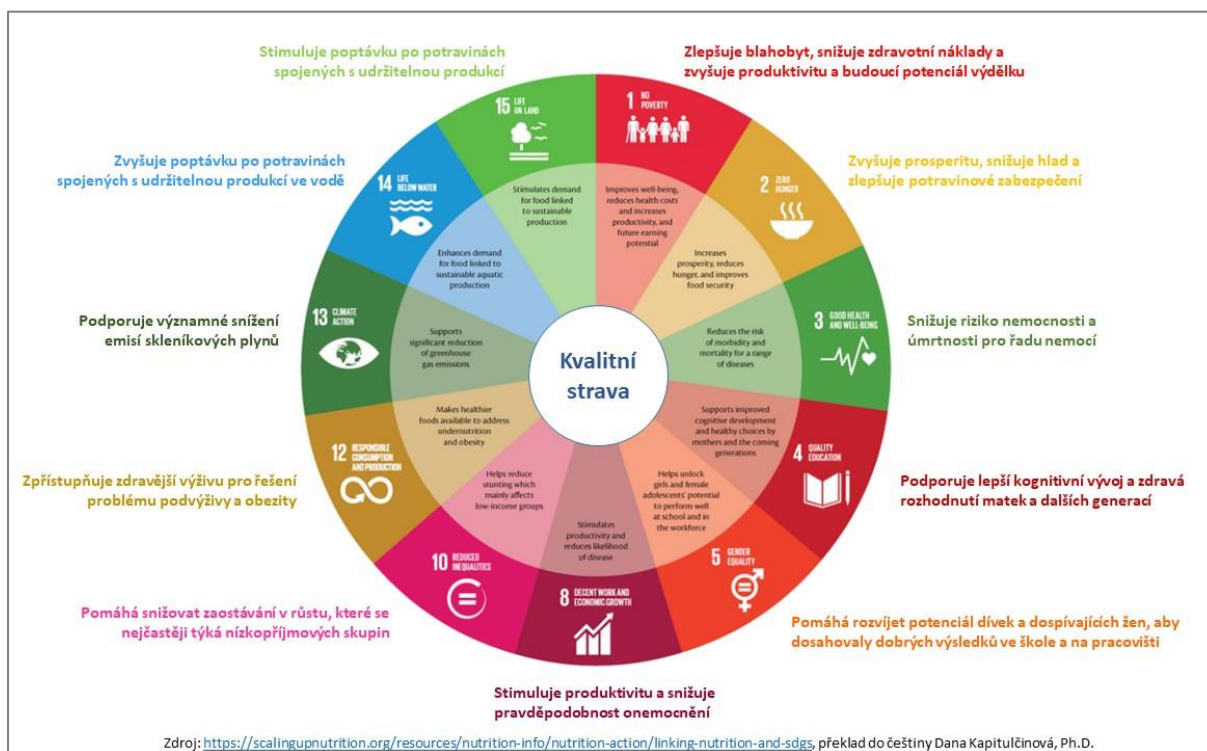 Stimuluje poptávku po potravinách
spojených s udržitelnou produkcí
Zlepšuje blahobyt, snižuje zdravotní náklady a
zvyšuje produktivitu a budoucí potenciál výdělku
Zvyšuje poptávku po potravinách
spojených s udržitelnou produkcí ve vodě
Zvyšuje prosperitu, snižuje hlad a
zlepšuje potravinové zabezpečení
Podporuje významné snížení
emisí skleníkových plynů
Snižuje riziko nemocnosti a
úmrtnosti pro řadu nemocí
Zpřístupňuje zdravější výživu pro řešení
problému podvýživy a obezity
Podporuje lepší kognitivní vývoj a zdravá
rozhodnutí matek a dalších generací
Pomáhá snižovat zaostávání v růstu, které se
nejčastěji týká nízkopříjmových skupin
Pomáhá rozvíjet potenciál dívek a dospívajících žen, aby
dosahovaly dobrých výsledků ve škole a na pracovišti
Stimuluje produktivitu a snižuje
pravděpodobnost onemocnění
1 NO
POVERTY
Improves well-being,
reduces health costs
and increases
productivity, and
future earning
potential
2 ZERO
HUNGER
Increases
prosperity, reduces
hunger, and improves
food security
3 GOOD HEALTH
AND WELL-BEING
Reduces the risk
of morbidity and
mortality for a range
of diseases
4 QUALITY
EDUCATION
Supports improved
cognitive development
and healthy choices by
mothers and the coming
generations
5 GENDER
EQUALITY
Helps unlock
girls and female
adolescents' potential
to perform well
at school and in
the workforce
8 DECENT WORK AND
ECONOMIC GROWTH
Stimulates
productivity and
reduces likelihood
of disease
10 REDUCED
INEQUALITIES
Helps reduce
stunting which
mainly affects
low-income groups
12 RESPONSIBLE
CONSUMPTION
AND PRODUCTION
Makes healthier
foods available to address
undernutrition
and obesity
13 CLIMATE
ACTION
Supports
significant reduction
of greenhouse
gas emissions
14 LIFE
BELOW WATER
Enhances demand
for food linked to
sustainable aquatic
production
15 LIFE
ON LAND
Stimulates demand
for food linked
to sustainable
production
Kvalitní
strava
Zdroj: https://scalingupnutrition.org/resources/nutrition-info/nutrition-action/linking-nutrition-and-sdgs, překlad do češtiny Dana Kapitulčinová, Ph.D.